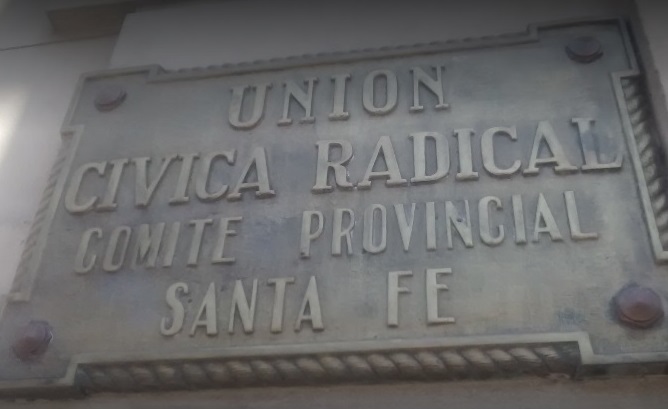 UNION
CIVICA RADICAL
COMITE PROVINCIAL
SANTA FE